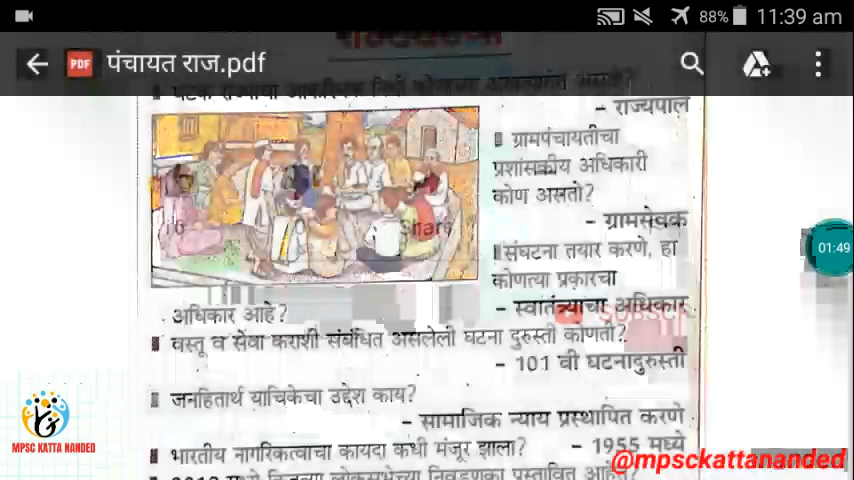 88% 11:39 am
PDF पंचायत राज.pdf
- राज्यपाल
ग्रामपंचायतीचा
प्रशासकीय अधिकारी
कोण असतो?
- ग्रामसेवक
Share
संघटना तयार करणे, हा
कोणत्या प्रकारचा
- स्वातंत्र्याचा अधिकार
अधिकार आहे?
वस्तू व सेवा कराशी संबंधित असलेली घटना दुरुस्ती कोणती?
- 101 वी घटनादुरुस्ती
जनहितार्थ याचिकेचा उद्देश काय?
- सामाजिक न्याय प्रस्थापित करणे
भारतीय नागरिकत्वाचा कायदा कधी मंजूर झाला? - 1955 मध्ये
01:49
MPSC KATTA NANDED
@mpsckattananded